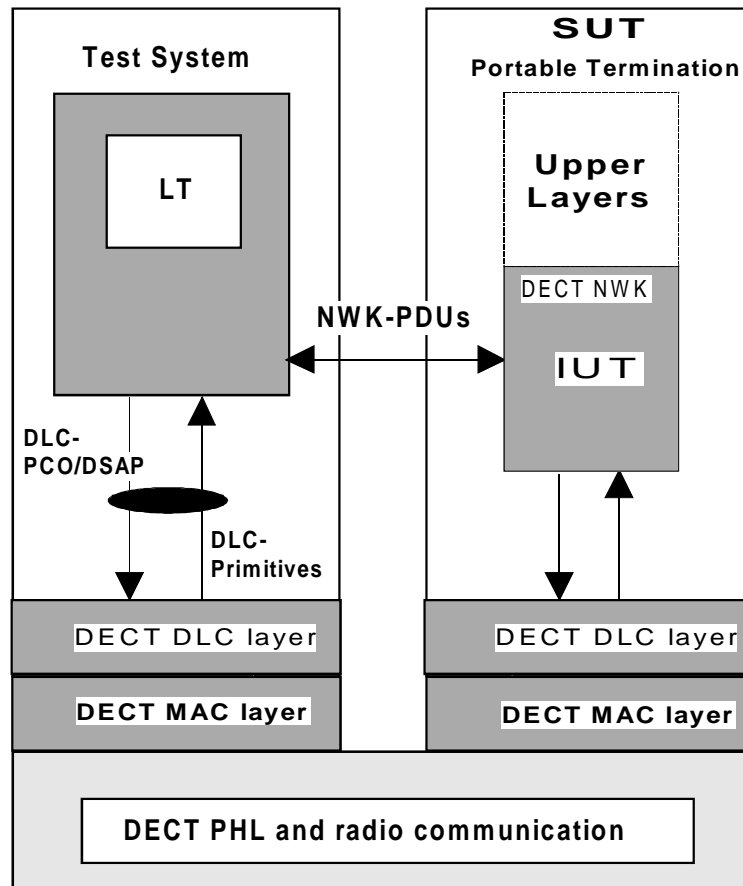 Test System
LT
SUT
Portable Termination
Upper
Layers
DECT NWK
IUT
NWK-PDUs
DLC-
PCO/DSAP
DLC-
Primitives
DECT DLC layer
DECT DLC layer
DECT MAC layer
DECT MAC layer
DECT PHL and radio communication